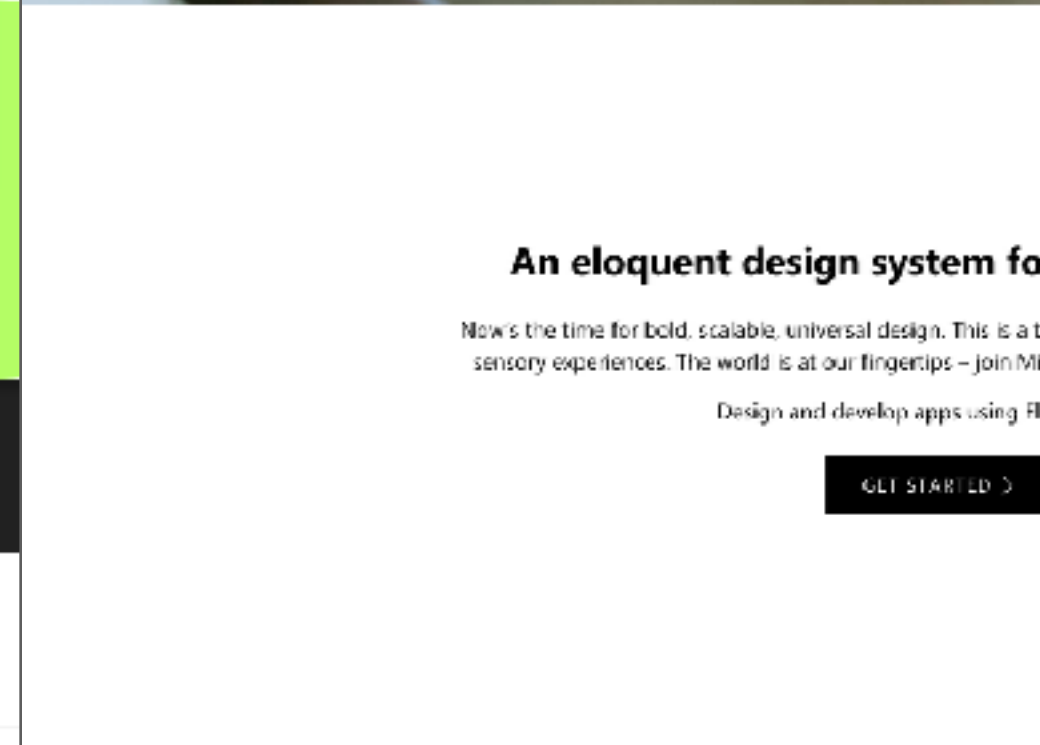 An eloquent design system fo
Now's the time for bold, scalable, universal design. This is a t
sensory experiences. The world is at our fingertips – join Mi
Design and develop apps using Fl
GET STARTED